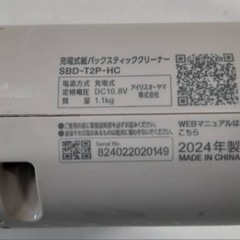 充電式紙パックスティッククリーナー
SBD-T2P-HC
電源方式 充電式
定格電圧 DC10.8V
質量 1.1kg
アイリスオーヤマ
株式会社
WEBマニュアルは
こちら
2024年製
MADE IN CHINA
Serial No.
824022020149